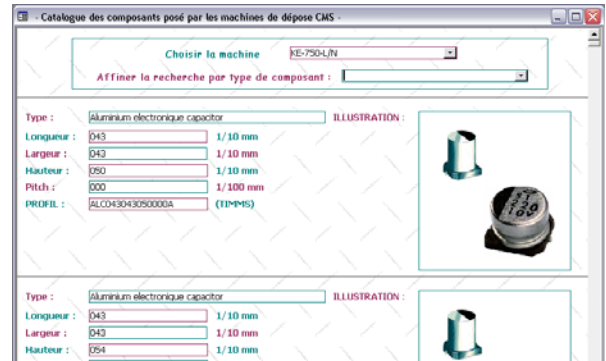 - Catalogue des composants posé par les machines de dépose CMS -
Choisir la machine KE-750-L/N
Affiner la recherche par type de composant :
Type : Aluminium electronique capacitor ILLUSTRATION :
Longueur : 043 1/10 mm
Largeur : 043 1/10 mm
Hauteur : 050 1/10 mm
Pitch : 000 1/100 mm
PROFIL : ALC043043050000A (TIMMS)
Type : Aluminium electronique capacitor ILLUSTRATION :
Longueur : 043 1/10 mm
Largeur : 043 1/10 mm
Hauteur : 054 1/10 mm